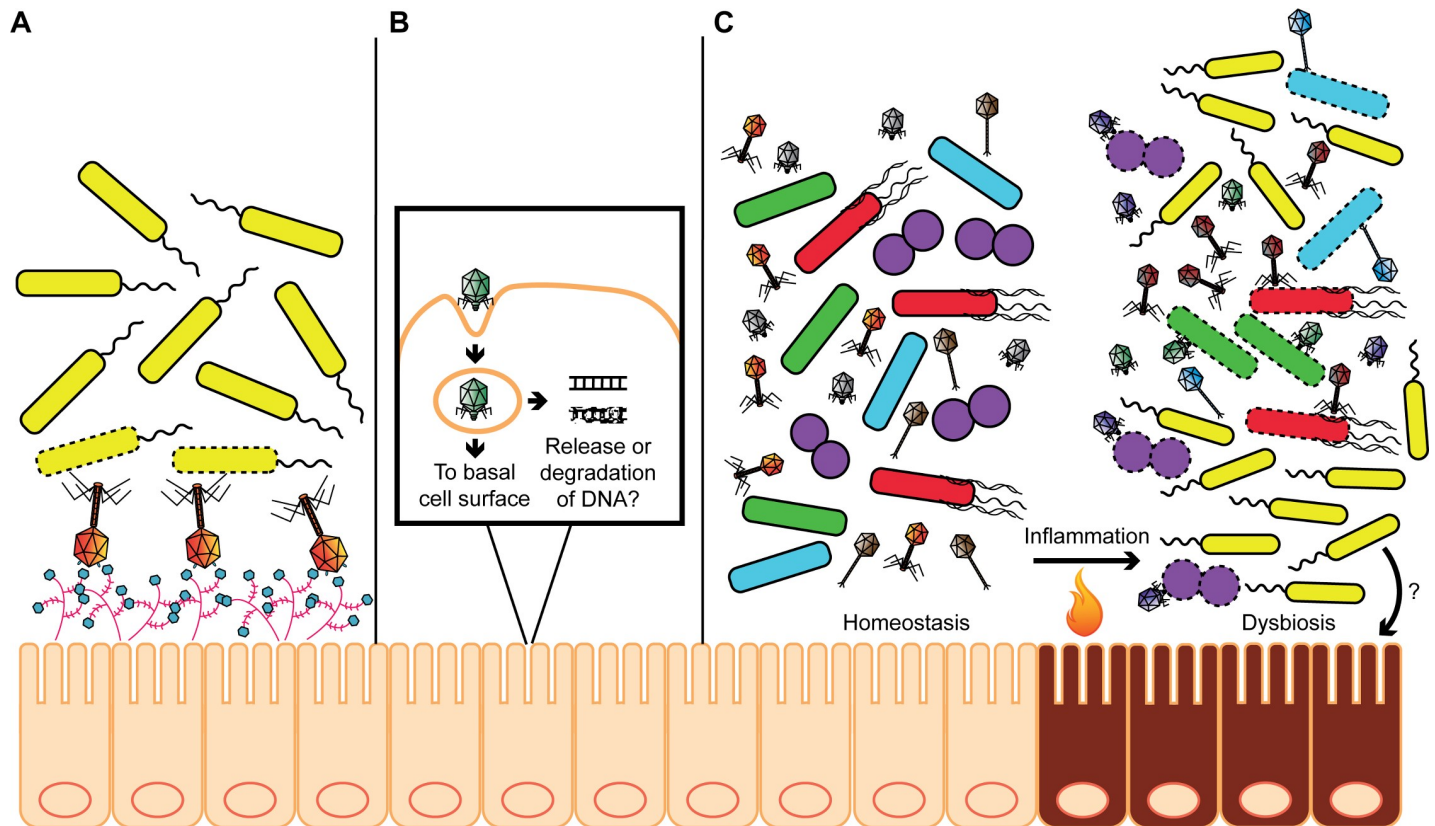 A
B
C
To basal
cell surface
Release or
degradation
of DNA?
Homeostasis
Inflammation
Dysbiosis
?